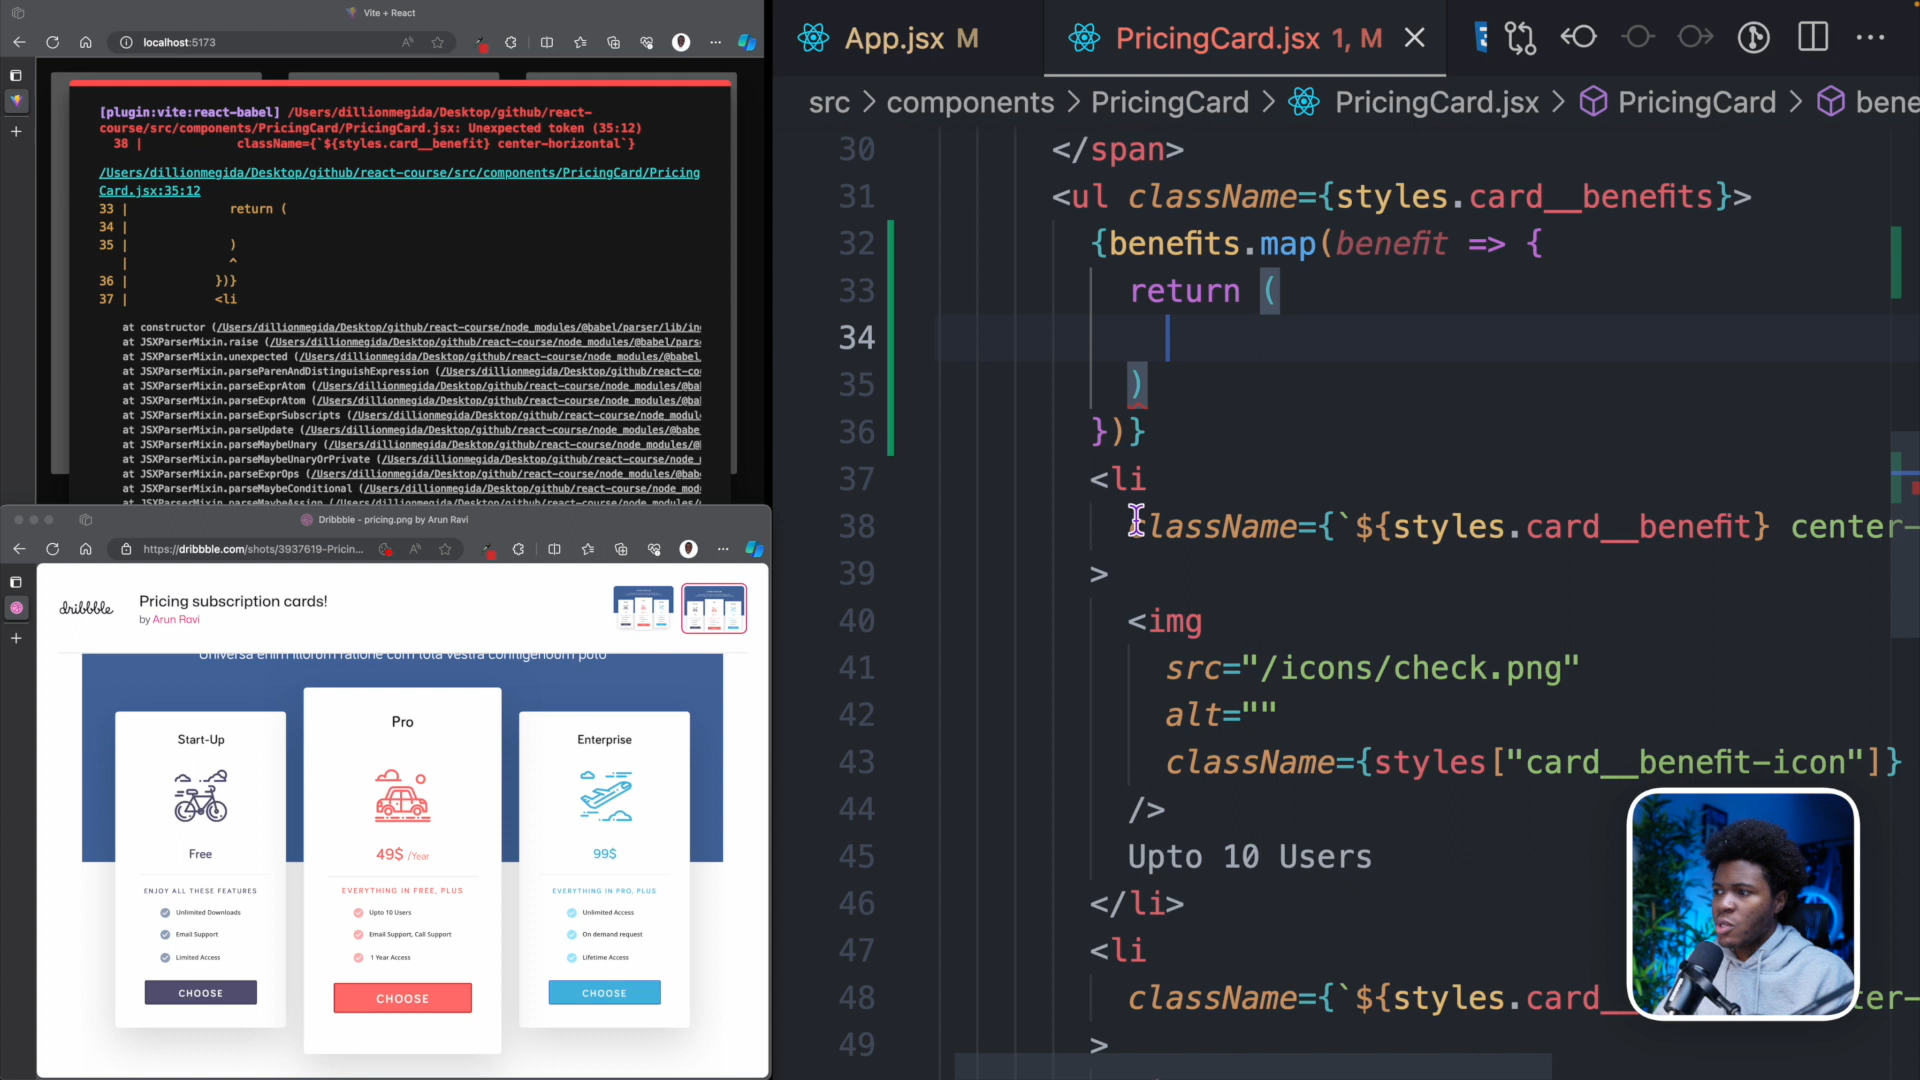 Vite + React
localhost:5173
[plugin:vite:react-babel] /Users/dillionmegida/Desktop/github/react-
course/src/components/PricingCard/PricingCard.jsx: Unexpected token (35:12)
38 | className={`${styles.card__benefit} center-horizontal`}
/Users/dillionmegida/Desktop/github/react-course/src/components/PricingCard/Pricing
Card.jsx:35:12
33 | return (
34 |
35 | )
| ^
36 | })}
37 | <li
at constructor (/Users/dillionmegida/Desktop/github/react-course/node_modules/@babel/parser/lib/in
at JSXParserMixin.raise (/Users/dillionmegida/Desktop/github/react-course/node_modules/@babel/pars
at JSXParserMixin.unexpected (/Users/dillionmegida/Desktop/github/react-course/node_modules/@babel
at JSXParserMixin.parseParenAndDistinguishExpression (/Users/dillionmegida/Desktop/github/react-co
at JSXParserMixin.parseExprAtom (/Users/dillionmegida/Desktop/github/react-course/node_modules/@ba
at JSXParserMixin.parseExprAtom (/Users/dillionmegida/Desktop/github/react-course/node_modules/@ba
at JSXParserMixin.parseExprSubscripts (/Users/dillionmegida/Desktop/github/react-course/node_modul
at JSXParserMixin.parseUpdate (/Users/dillionmegida/Desktop/github/react-course/node_modules/@babe
at JSXParserMixin.parseMaybeUnary (/Users/dillionmegida/Desktop/github/react-course/node_modules/@
at JSXParserMixin.parseMaybeUnaryOrPrivate (/Users/dillionmegida/Desktop/github/react-course/node_
at JSXParserMixin.parseExprOps (/Users/dillionmegida/Desktop/github/react-course/node_modules/@bab
at JSXParserMixin.parseMaybeConditional (/Users/dillionmegida/Desktop/github/react-course/node_mod
Dribbble - pricing.png by Arun Ravi
https://dribbble.com/shots/3937619-Pricin...
dribbble
Pricing subscription cards!
by Arun Ravi
Start-Up
Free
ENJOY ALL THESE FEATURES
Unlimited Downloads
Email Support
Limited Access
CHOOSE
Pro
49$ /Year
EVERYTHING IN FREE, PLUS
Upto 10 Users
Email Support, Call Support
1 Year Access
CHOOSE
Enterprise
99$
EVERYTHING IN PRO, PLUS
Unlimited Access
On demand request
Lifetime Access
CHOOSE
App.jsx M
PricingCard.jsx 1, M
src > components > PricingCard > PricingCard.jsx > PricingCard > bene
30 </span>
31 <ul className={styles.card__benefits}>
32 {benefits.map(benefit => {
33 return (
34
35 )
36 })}
37 <li
38 className={`${styles.card__benefit} center-
39 >
40 <img
41 src="/icons/check.png"
42 alt=""
43 className={styles["card__benefit-icon"]}
44 />
45 Upto 10 Users
46 </li>
47 <li
48 className={`${styles.card__
49 >